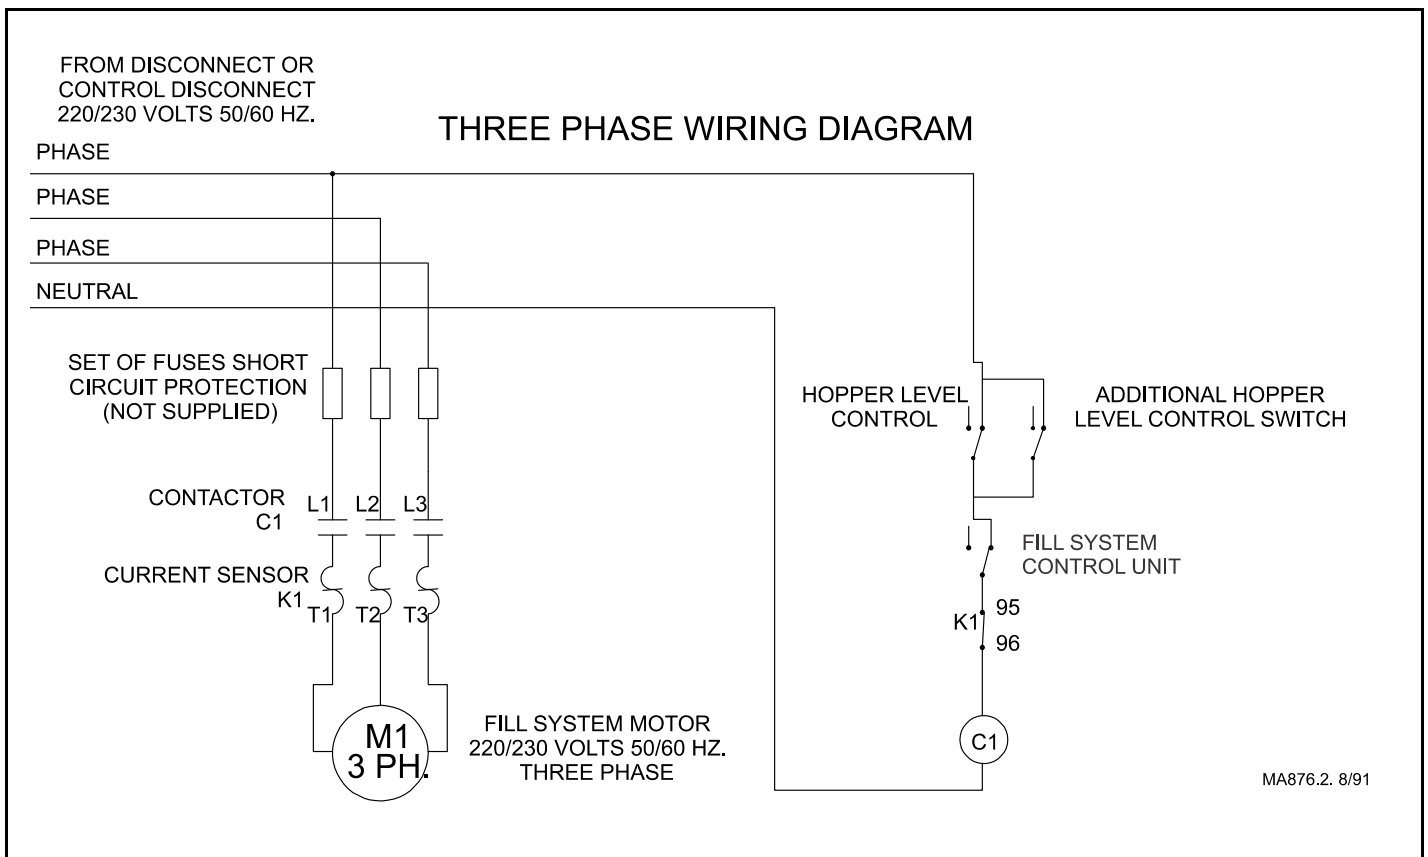 FROM DISCONNECT OR
CONTROL DISCONNECT
220/230 VOLTS 50/60 HZ.
THREE PHASE WIRING DIAGRAM
PHASE
PHASE
PHASE
NEUTRAL
SET OF FUSES SHORT
CIRCUIT PROTECTION
(NOT SUPPLIED)
HOPPER LEVEL
CONTROL
ADDITIONAL HOPPER
LEVEL CONTROL SWITCH
CONTACTOR
C1
L1 L2 L3
FILL SYSTEM
CONTROL UNIT
CURRENT SENSOR
K1
T1 T2 T3
K1
95
96
M1
3 PH.
FILL SYSTEM MOTOR
220/230 VOLTS 50/60 HZ.
THREE PHASE
C1
MA876.2. 8/91